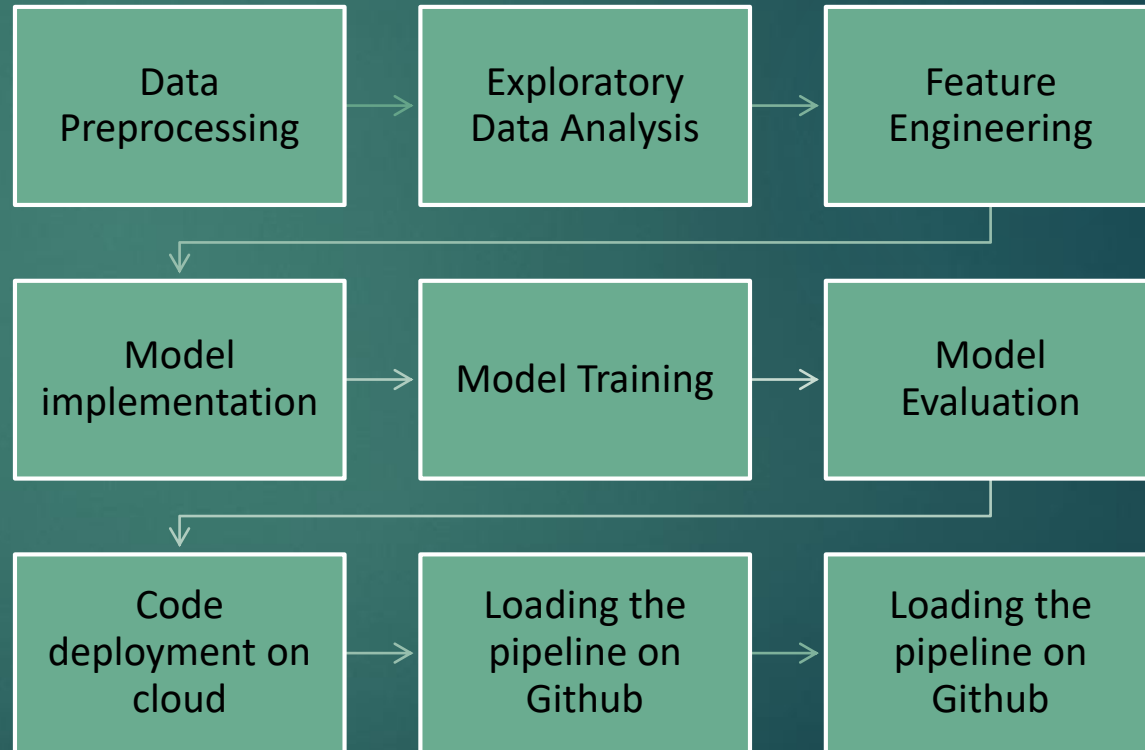 Data
Preprocessing
Exploratory
Data Analysis
Feature
Engineering
Model
implementation
Model Training
Model
Evaluation
Code
deployment on
cloud
Loading the
pipeline on
Github
Loading the
pipeline on
Github